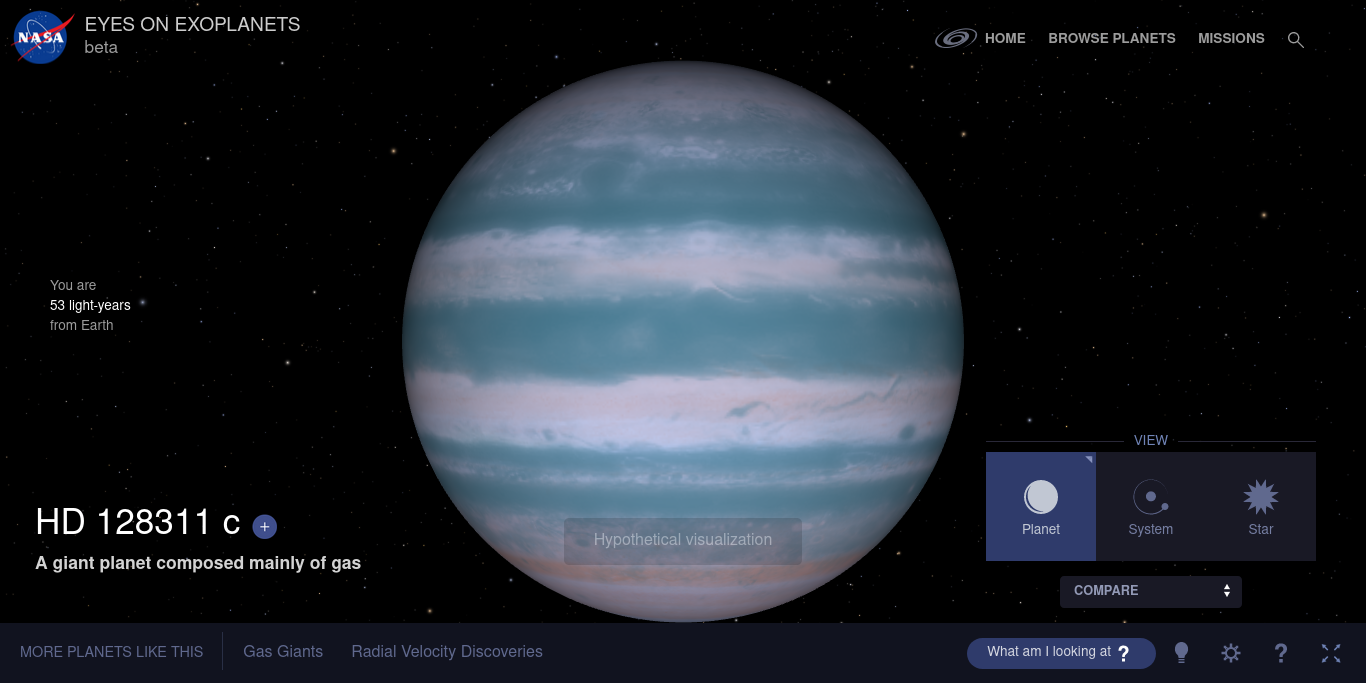 NASA
EYES ON EXOPLANETS
beta
HOME
BROWSE PLANETS
MISSIONS
You are
53 light-years
from Earth
HD 128311 c +
A giant planet composed mainly of gas
Hypothetical visualization
VIEW
Planet
System
Star
COMPARE
MORE PLANETS LIKE THIS
Gas Giants
Radial Velocity Discoveries
What am I looking at ?
?